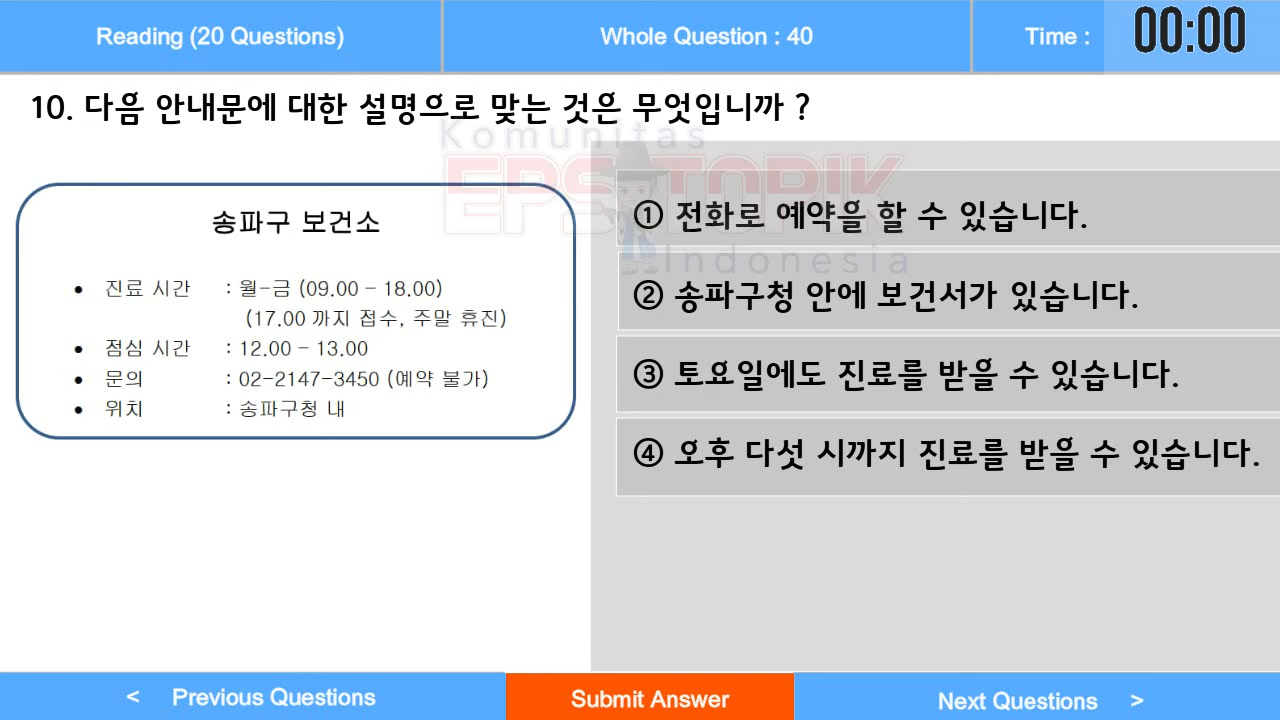 Reading (20 Questions)
Whole Question : 40
Time :
00:00
10. 다음 안내문에 대한 설명으로 맞는 것은 무엇입니까 ?
Komunitas
EPS TOPIK
Indonesia
송파구 보건소
• 진료 시간 : 월-금 (09.00 – 18.00)
(17.00 까지 접수, 주말 휴진)
• 점심 시간 : 12.00 – 13.00
• 문의 : 02-2147-3450 (예약 불가)
• 위치 : 송파구청 내
① 전화로 예약을 할 수 있습니다.
② 송파구청 안에 보건서가 있습니다.
③ 토요일에도 진료를 받을 수 있습니다.
④ 오후 다섯 시까지 진료를 받을 수 있습니다.
< Previous Questions
Submit Answer
Next Questions >